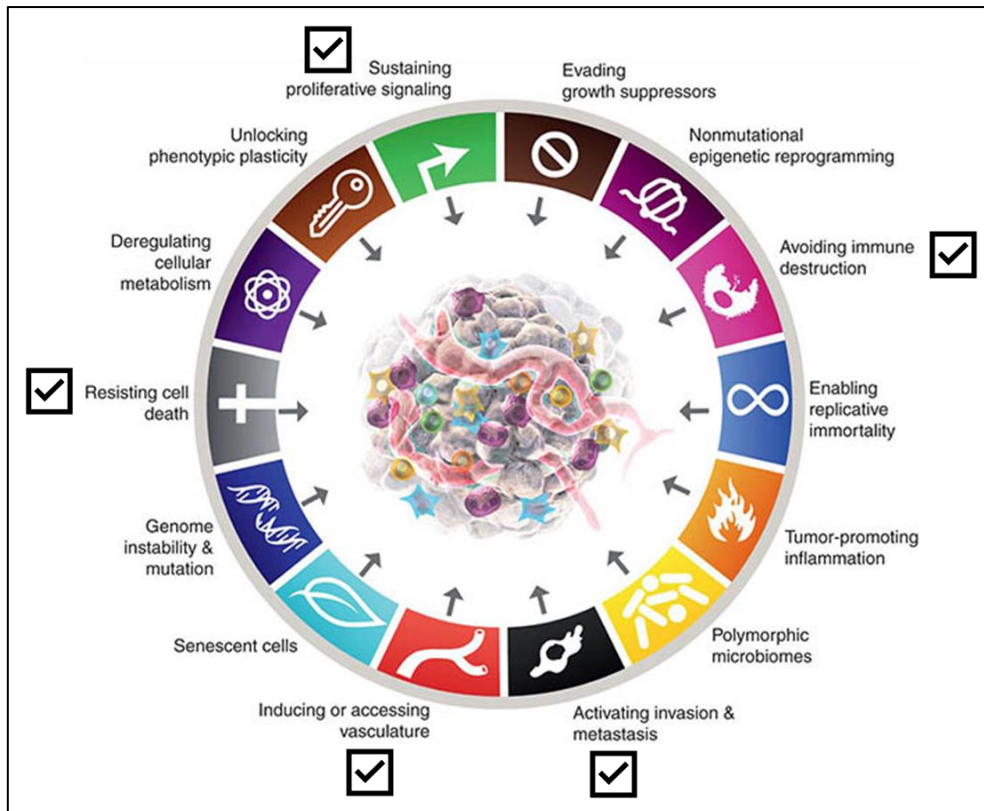 Sustaining
proliferative signaling
Evading
growth suppressors
Nonmutational
epigenetic reprogramming
Avoiding immune
destruction
Enabling
replicative
immortality
Tumor-promoting
inflammation
Polymorphic
microbiomes
Activating invasion &
metastasis
Inducing or accessing
vasculature
Senescent cells
Genome
instability &
mutation
Resisting cell
death
Deregulating
cellular
metabolism
Unlocking
phenotypic plasticity